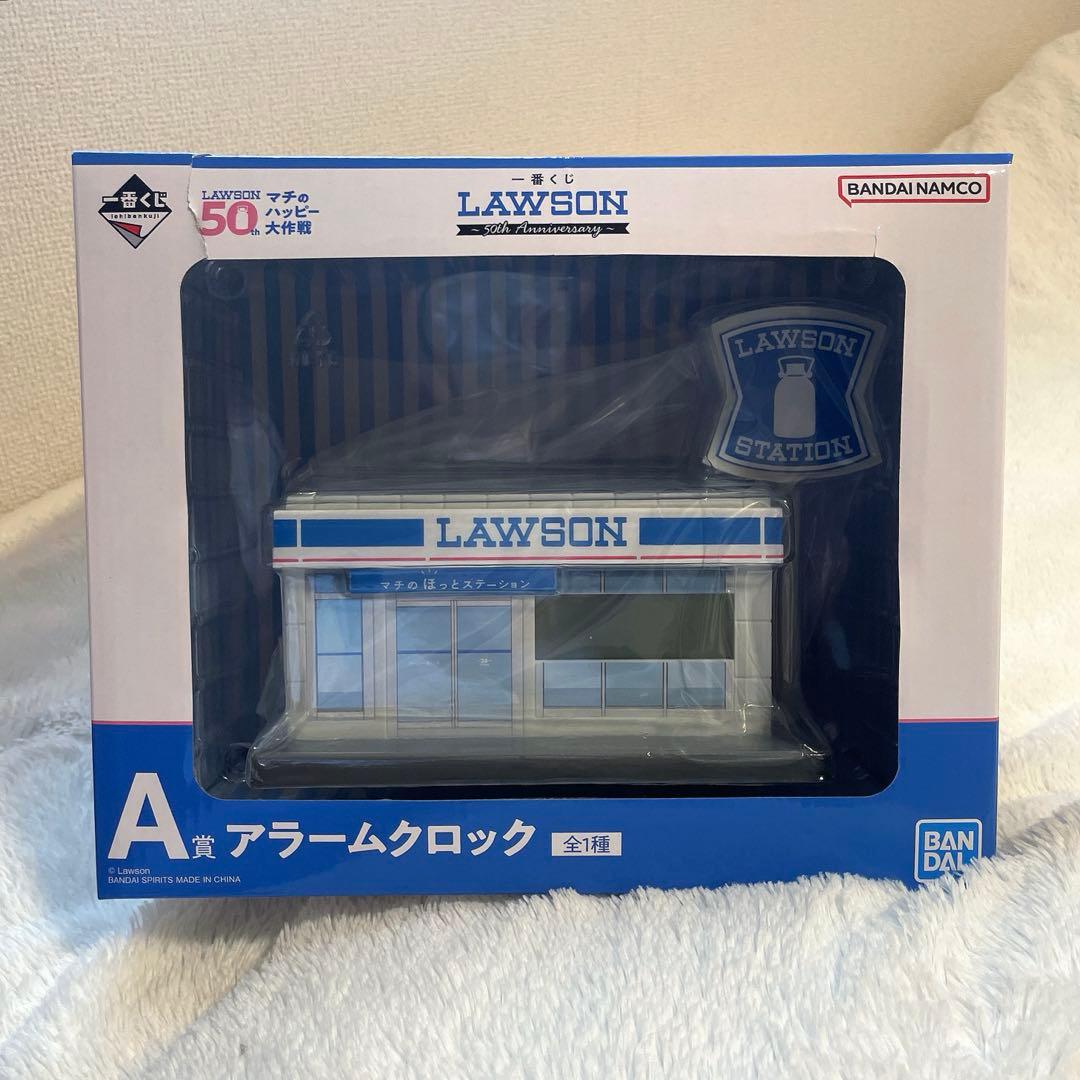 一番くじ
ichibankuji
LAWSON
50th
マチの
ハッピー
大作戦
一番くじ
LAWSON
~50th Anniversary~
BANDAI NAMCO
LAWSON
STATION
LAWSON
マチの ほっとステーション
A賞 アラームクロック 全1種
© Lawson
BANDAI SPIRITS MADE IN CHINA
BAN
DAI